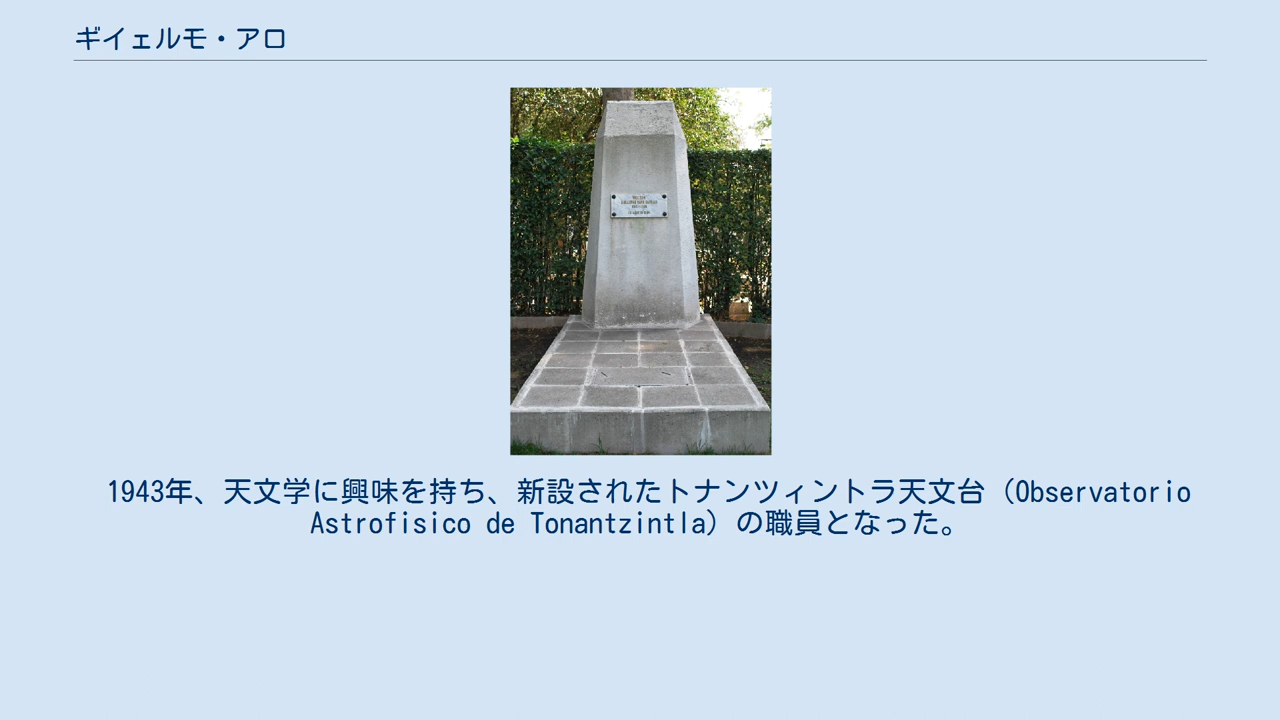 ギイェルモ・アロ
1943年、天文学に興味を持ち、新設されたトナンツィントラ天文台（Observatorio
Astrofisico de Tonantzintla）の職員となった。